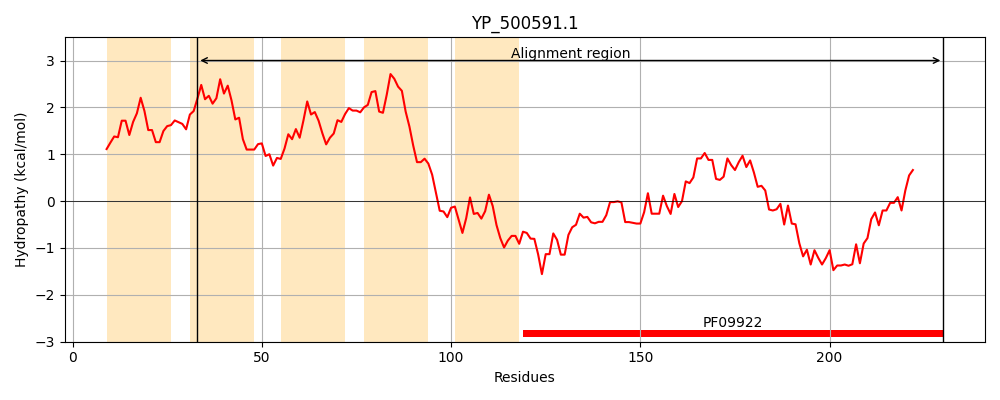 YP_500591.1
Alignment region
3
2
1
0
−1
−2
−3
Hydropathy (kcal/mol)
PF09922
0
50
100
150
200
Residues